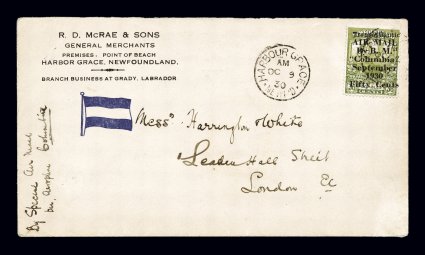 R. D. McRAE & SONS
GENERAL MERCHANTS
PREMISES: POINT OF BEACH
HARBOR GRACE, NEWFOUNDLAND,
BRANCH BUSINESS AT GRADY, LABRADOR
HARBOUR GRACE
AM
OC 9
30
NEWF'D
Trans-Atlantic
AIR MAIL
By B. M.
"Columbia"
September
1930
Fifty Cents
Messrs Harrington & White
Leaden Hall Street
London EC
By Special Air Mail
per Aeroplane Columbia